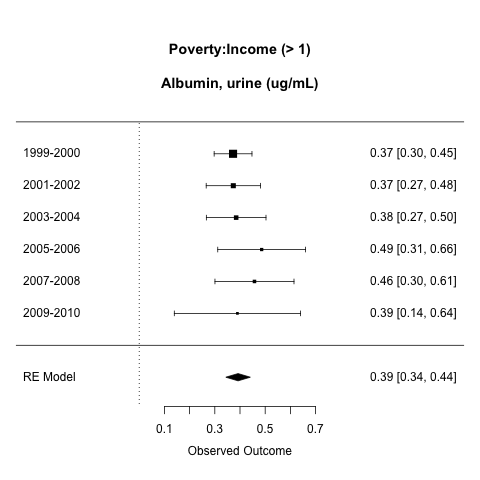 Poverty:Income (> 1)
Albumin, urine (ug/mL)
1999-2000 0.37 [0.30, 0.45]
2001-2002 0.37 [0.27, 0.48]
2003-2004 0.38 [0.27, 0.50]
2005-2006 0.49 [0.31, 0.66]
2007-2008 0.46 [0.30, 0.61]
2009-2010 0.39 [0.14, 0.64]
RE Model 0.39 [0.34, 0.44]
0.1 0.3 0.5 0.7
Observed Outcome